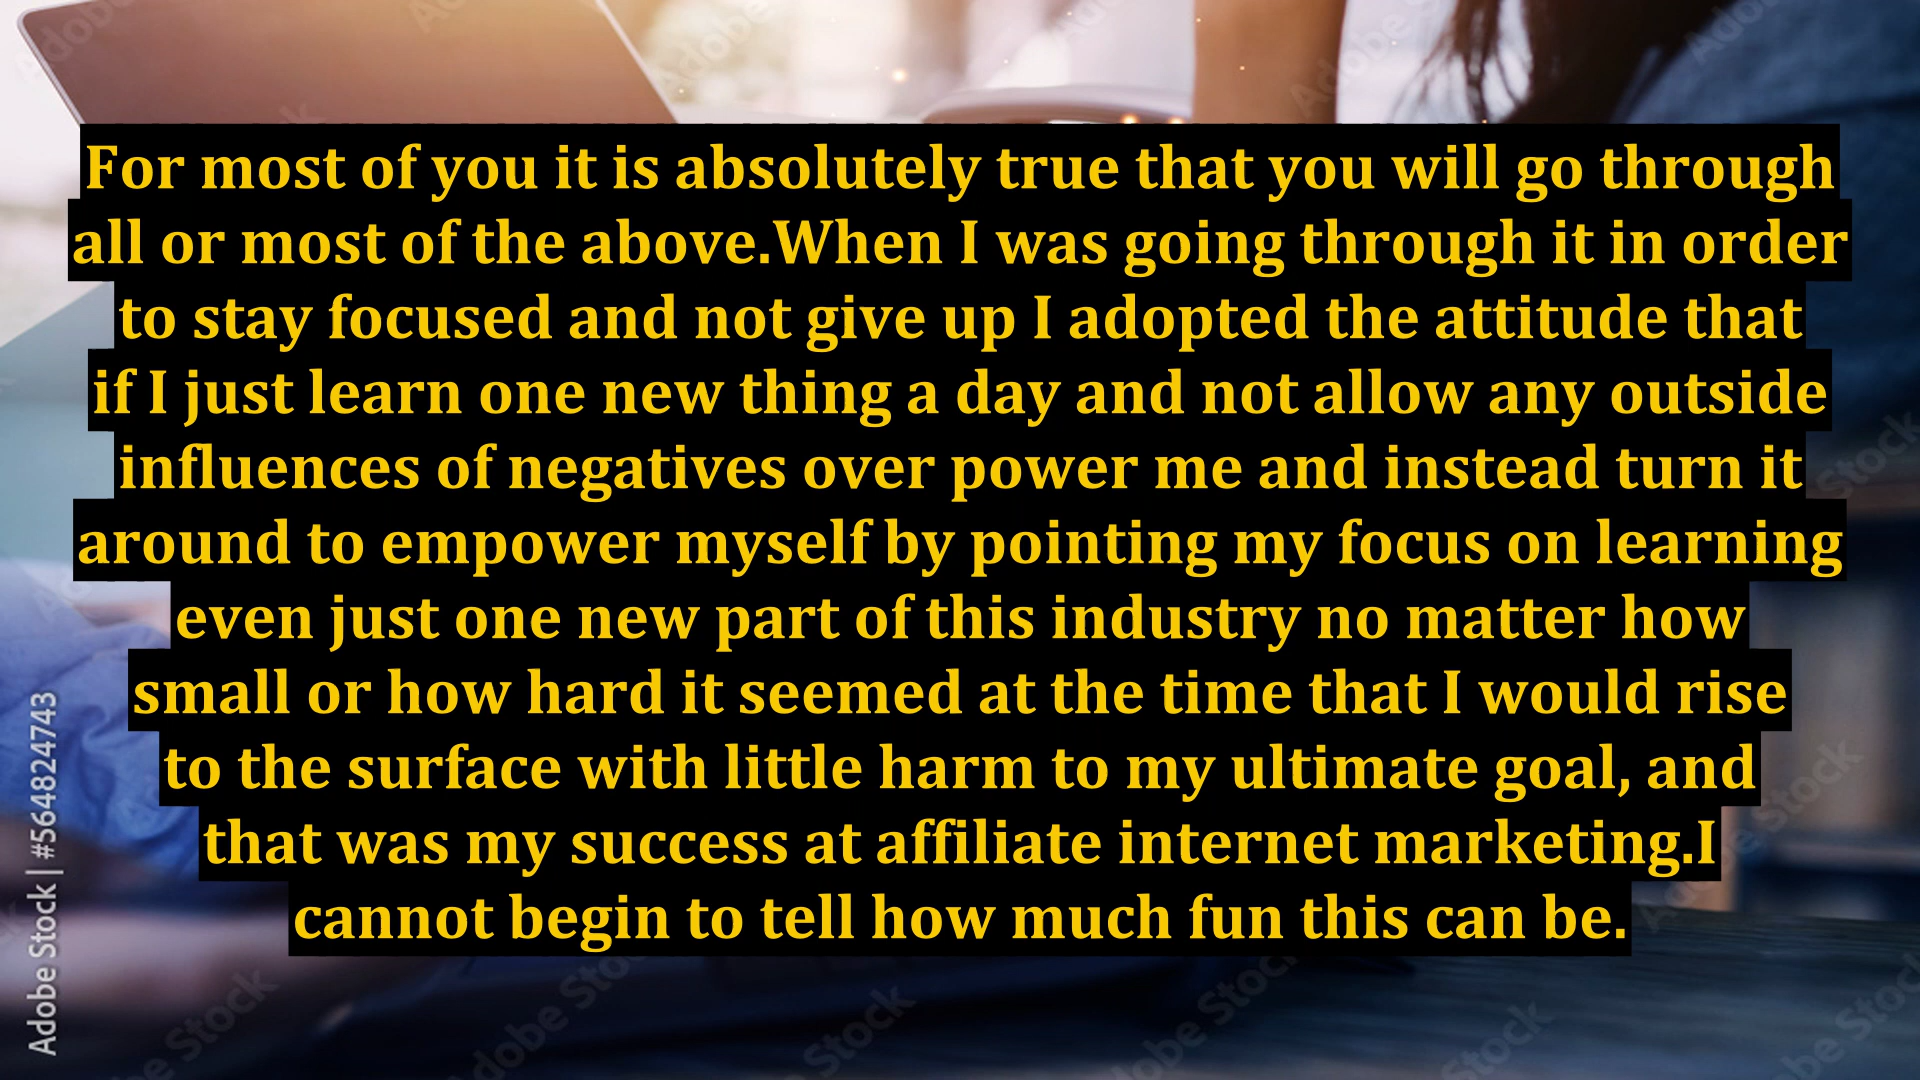 For most of you it is absolutely true that you will go through
all or most of the above.When I was going through it in order
to stay focused and not give up I adopted the attitude that
if I just learn one new thing a day and not allow any outside
influences of negatives over power me and instead turn it
around to empower myself by pointing my focus on learning
even just one new part of this industry no matter how
small or how hard it seemed at the time that I would rise
to the surface with little harm to my ultimate goal, and
that was my success at affiliate internet marketing.I
cannot begin to tell how much fun this can be.
Adobe Stock | #564824743